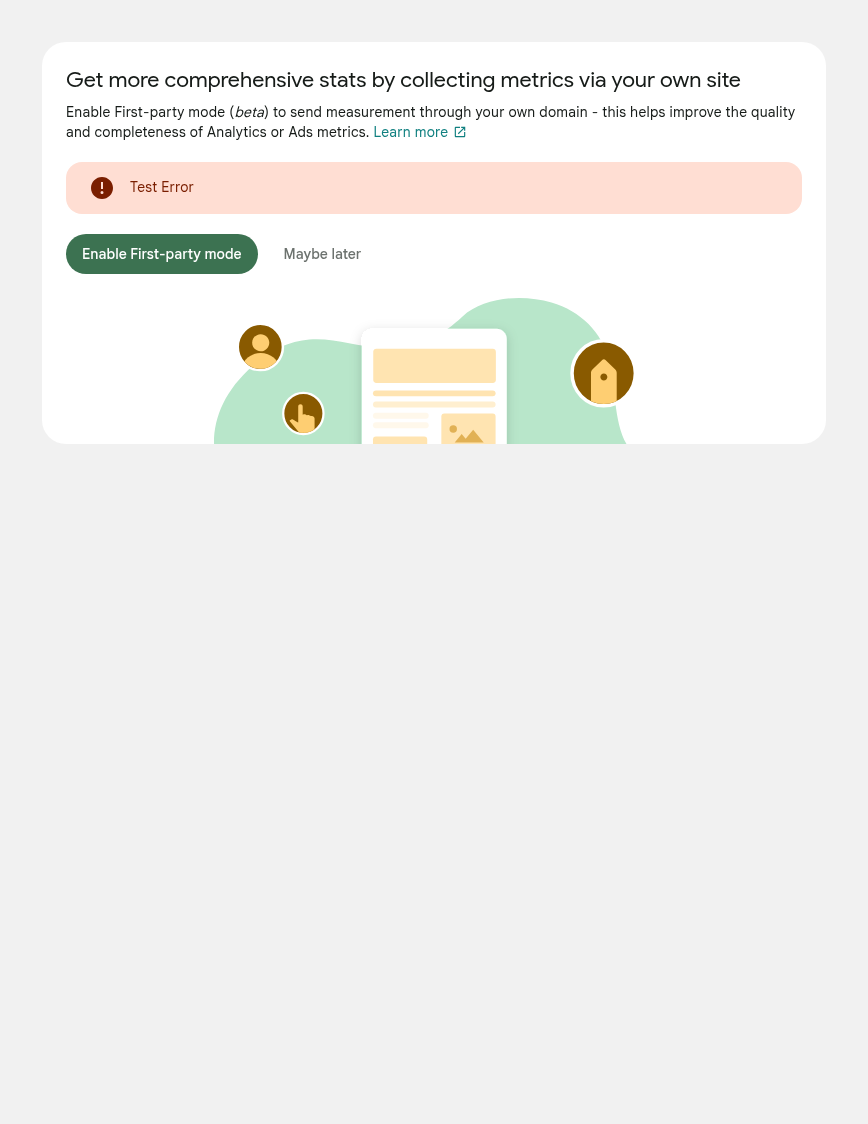 Get more comprehensive stats by collecting metrics via your own site
Enable First-party mode (beta) to send measurement through your own domain - this helps improve the quality
and completeness of Analytics or Ads metrics. Learn more
Test Error
Enable First-party mode
Maybe later